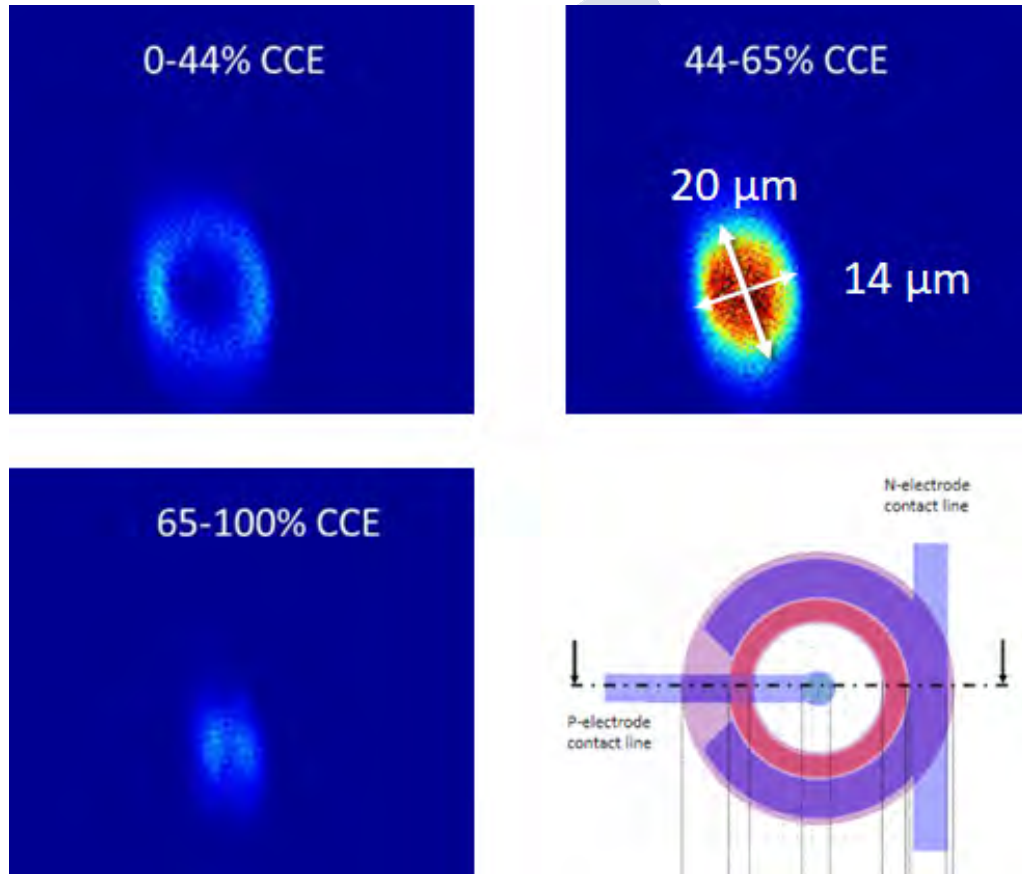 0-44% CCE
44-65% CCE
20 μm
14 μm
65-100% CCE
N-electrode
contact line
P-electrode
contact line